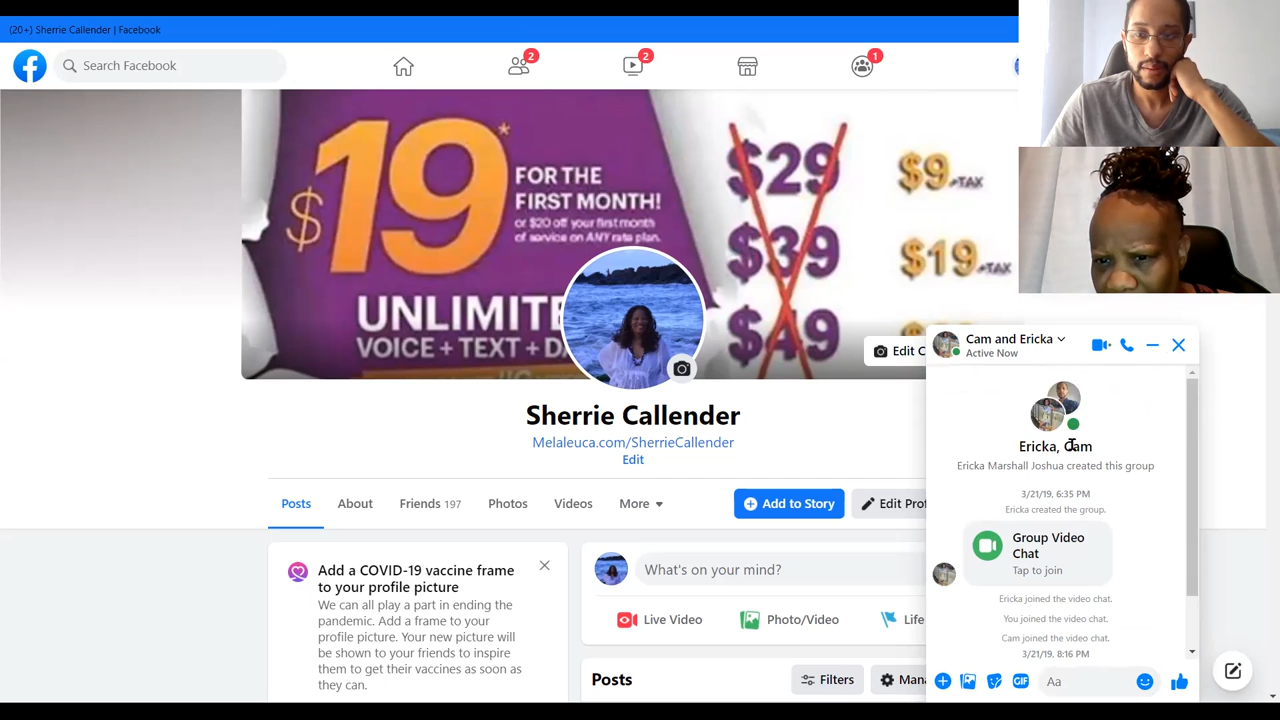 (20+) Sherrie Callender | Facebook
Search Facebook
2
2
1
$19*
FOR THE
FIRST MONTH!
or $20 off your first month
of service on ANY rate plan.
UNLIMITE
VOICE + TEXT + DA
$29
$39
$49
$9+TAX
$19+TAX
Edit C
Sherrie Callender
Melaleuca.com/SherrieCallender
Edit
Posts
About
Friends 197
Photos
Videos
More
Add to Story
Edit Prof
Add a COVID-19 vaccine frame
to your profile picture
We can all play a part in ending the
pandemic. Add a frame to your
profile picture. Your new picture will
be shown to your friends to inspire
them to get their vaccines as soon as
they can.
What's on your mind?
Live Video
Photo/Video
Life
Posts
Filters
Mana
Cam and Ericka
Active Now
Ericka, Cam
Ericka Marshall Joshua created this group
3/21/19, 6:35 PM
Ericka created the group.
Group Video
Chat
Tap to join
Ericka joined the video chat.
You joined the video chat.
Cam joined the video chat.
3/21/19, 8:16 PM
GIF
Aa